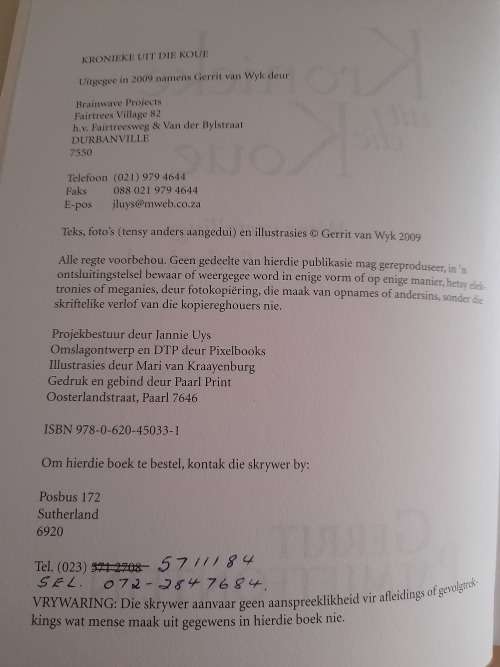 KRONIEKE UIT DIE KOUE
Uitgegee in 2009 namens Gerrit van Wyk deur
Brainwave Projects
Fairtrees Village 82
h.v. Fairtreesweg & Van der Bylstraat
DURBANVILLE
7550
Telefoon (021) 979 4644
Faks 088 021 979 4644
E-pos jluys@mweb.co.za
Teks, foto's (tensy anders aangedui) en illustrasies © Gerrit van Wyk 2009
Alle regte voorbehou. Geen gedeelte van hierdie publikasie mag gereproduseer, in 'n
ontsluitingstelsel bewaar of weergegee word in enige vorm of op enige manier, hetsy elek-
tronies of meganies, deur fotokopiëring, die maak van opnames of andersins, sonder die
skriftelike verlof van die kopiereghouers nie.
Projekbestuur deur Jannie Uys
Omslagontwerp en DTP deur Pixelbooks
Illustrasies deur Mari van Kraayenburg
Gedruk en gebind deur Paarl Print
Oosterlandstraat, Paarl 7646
ISBN 978-0-620-45033-1
Om hierdie boek te bestel, kontak die skrywer by:
Posbus 172
Sutherland
6920
Tel. (023) 571 2708 5711184
SEL. 072-2847684.
VRYWARING: Die skrywer aanvaar geen aanspreeklikheid vir afleidings of gevolgtrek-
kings wat mense maak uit gegewens in hierdie boek nie.